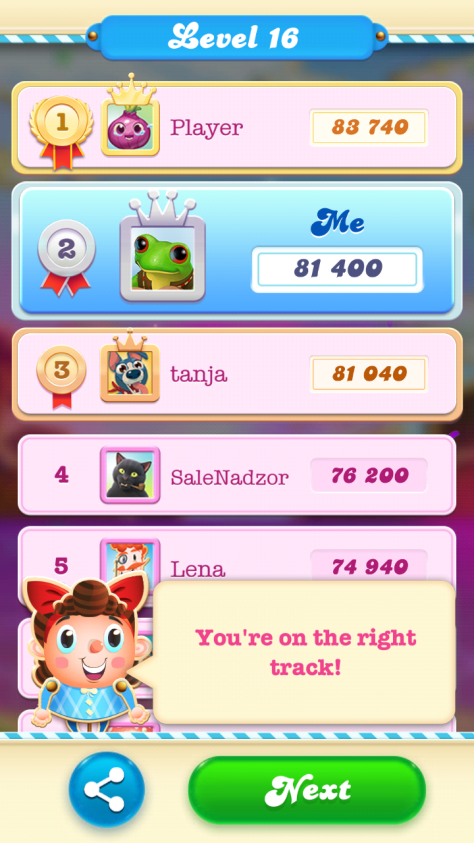 Level 16
1
Player
83 740
2
Me
81 400
3
tanja
81 040
4
SaleNadzor
76 200
5
Lena
74 940
You're on the right
track!
Next